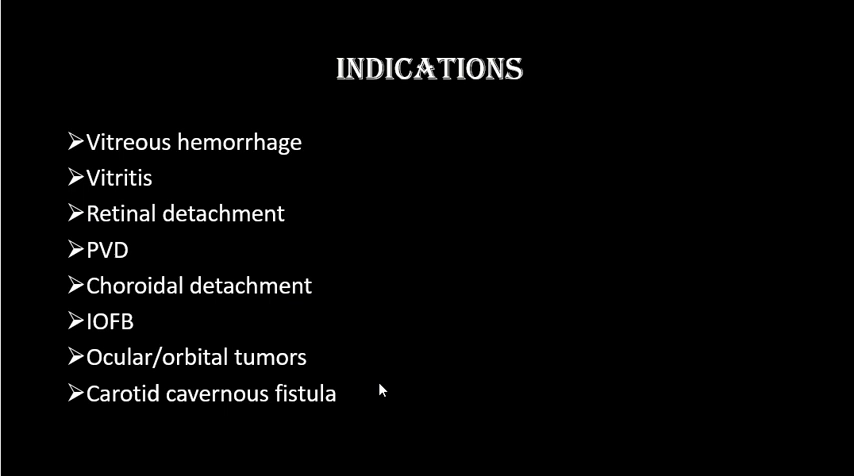 INDICATIONS
➢Vitreous hemorrhage
➢Vitritis
➢Retinal detachment
➢PVD
➢Choroidal detachment
➢IOFB
➢Ocular/orbital tumors
➢Carotid cavernous fistula